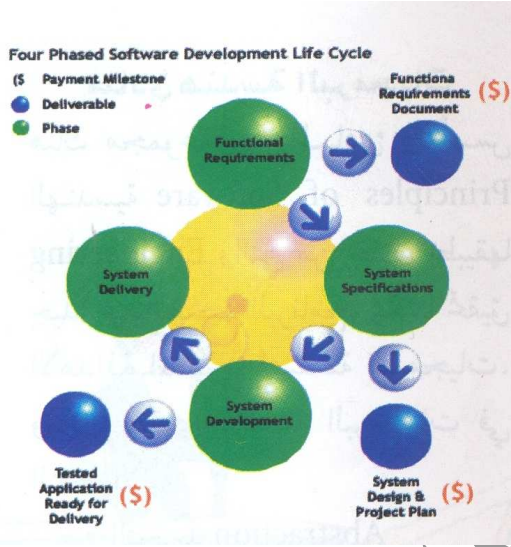 Four Phased Software Development Life Cycle
($ Payment Milestone
Deliverable
Phase
Functiona
Requirements
Document
($)
Functional
Requirements
System
Delivery
System
Specifications
System
Development
Tested
Application
Ready for
Delivery
($)
System
Design &
Project Plan
($)